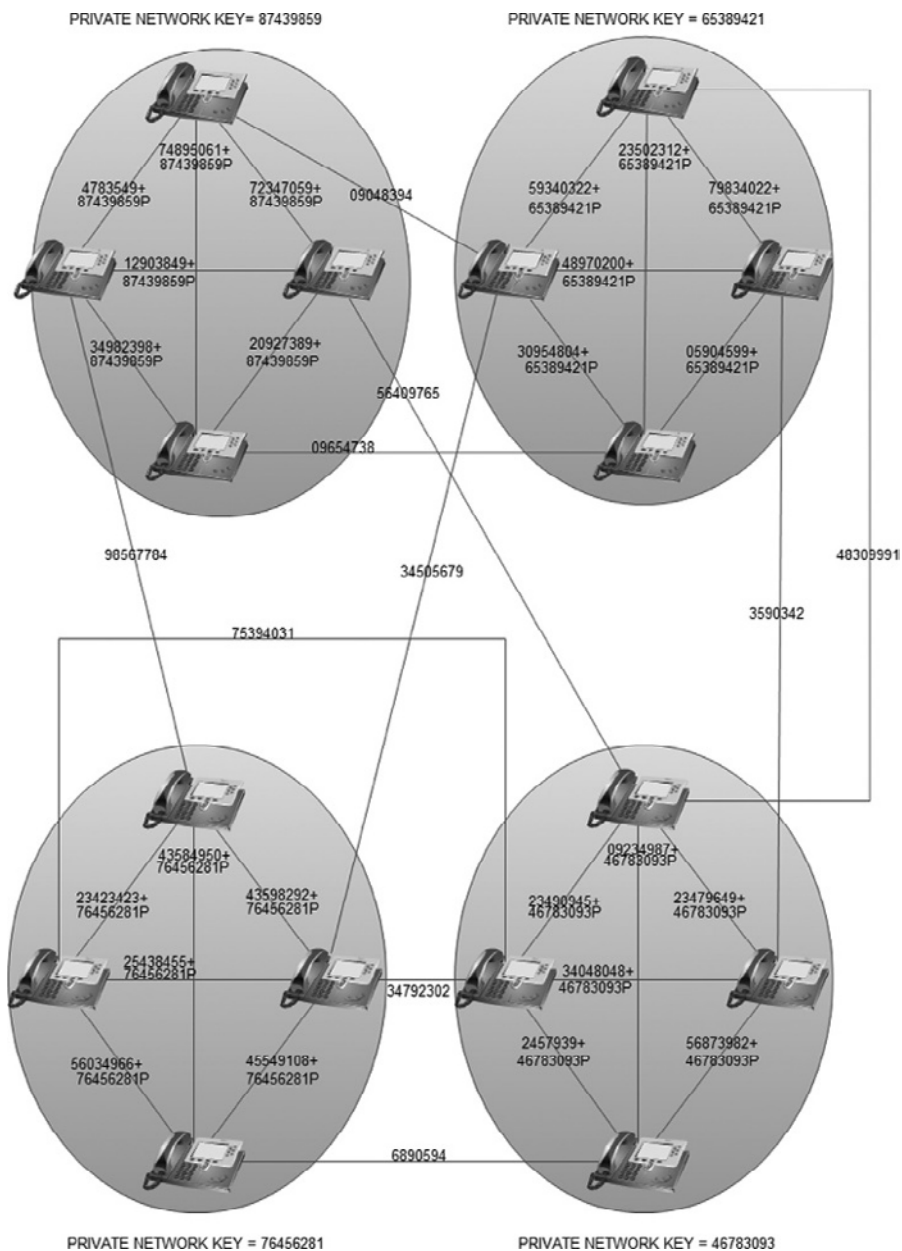 PRIVATE NETWORK KEY= 87439859
PRIVATE NETWORK KEY = 65389421
74895061+
87439859P
4783549+
87439859P
72347059+
87439859P
09048394
12903849+
87439859P
34982398+
87439859P
20927389+
87439859P
23502312+
65389421P
59340322+
65389421P
79834022+
65389421P
48970200+
65389421P
30954804+
65389421P
05904599+
65389421P
56409765
09654738
34505679
3590342
75394031
43584950+
76456281P
23423423+
76456281P
43598292+
76456281P
25438455+
76456281P
56034966+
76456281P
45549108+
76456281P
34792302
09234987+
46783093P
46783093P
23479649+
46783093P
34048048+
46783093P
2457939+
46783093P
56873982+
46783093P
6890594
PRIVATE NETWORK KEY = 76456281
PRIVATE NETWORK KEY = 46783093